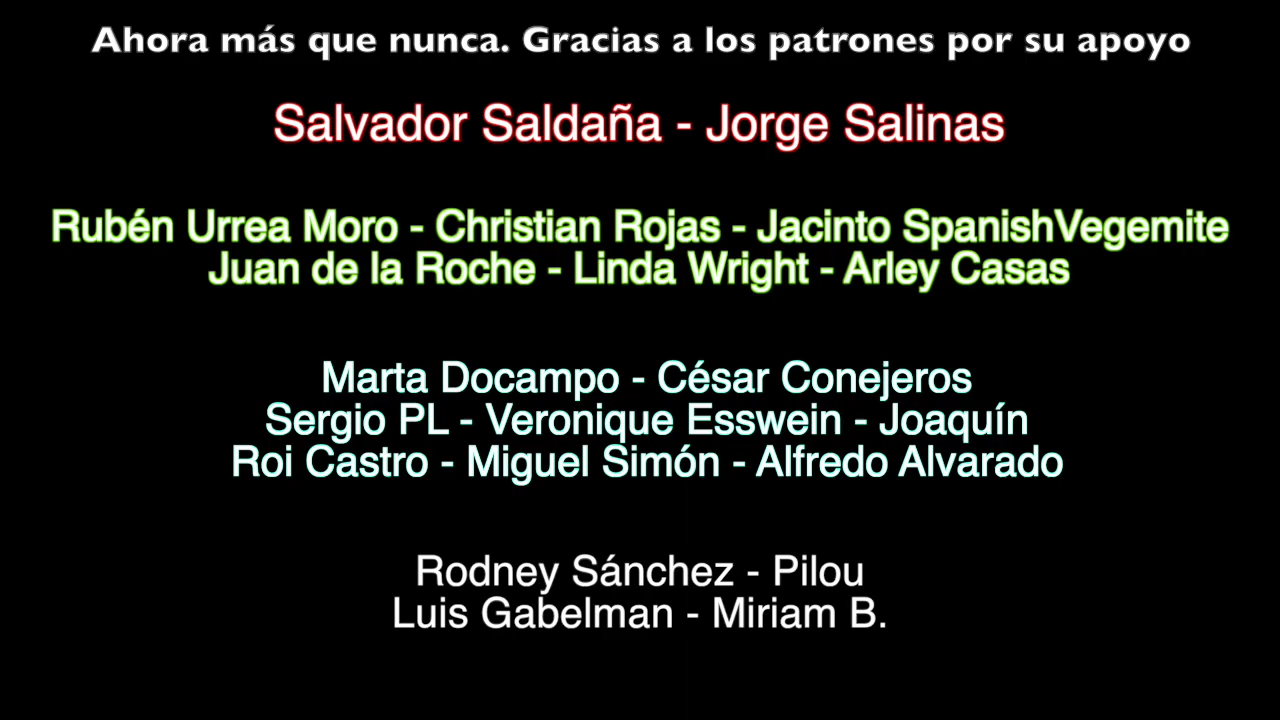 Ahora más que nunca. Gracias a los patrones por su apoyo
Salvador Saldaña - Jorge Salinas
Rubén Urrea Moro - Christian Rojas - Jacinto SpanishVegemite
Juan de la Roche - Linda Wright - Arley Casas
Marta Docampo - César Conejeros
Sergio PL - Veronique Esswein - Joaquín
Roi Castro - Miguel Simón - Alfredo Alvarado
Rodney Sánchez - Pilou
Luis Gabelman - Miriam B.